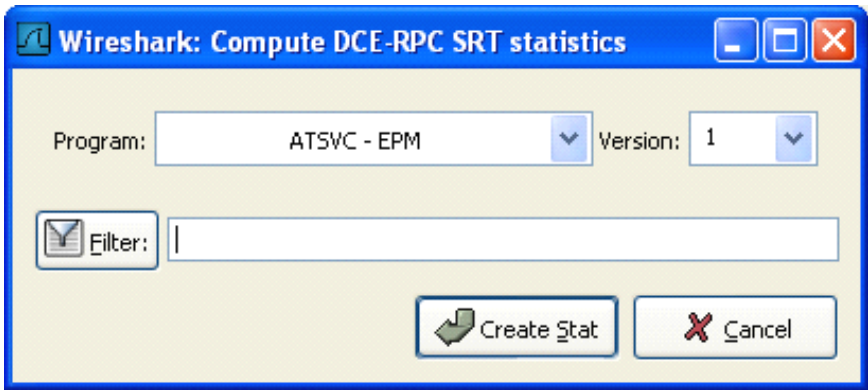 Wireshark: Compute DCE-RPC SRT statistics
Program: ATSVC - EPM Version: 1
Filter:
Create Stat Cancel